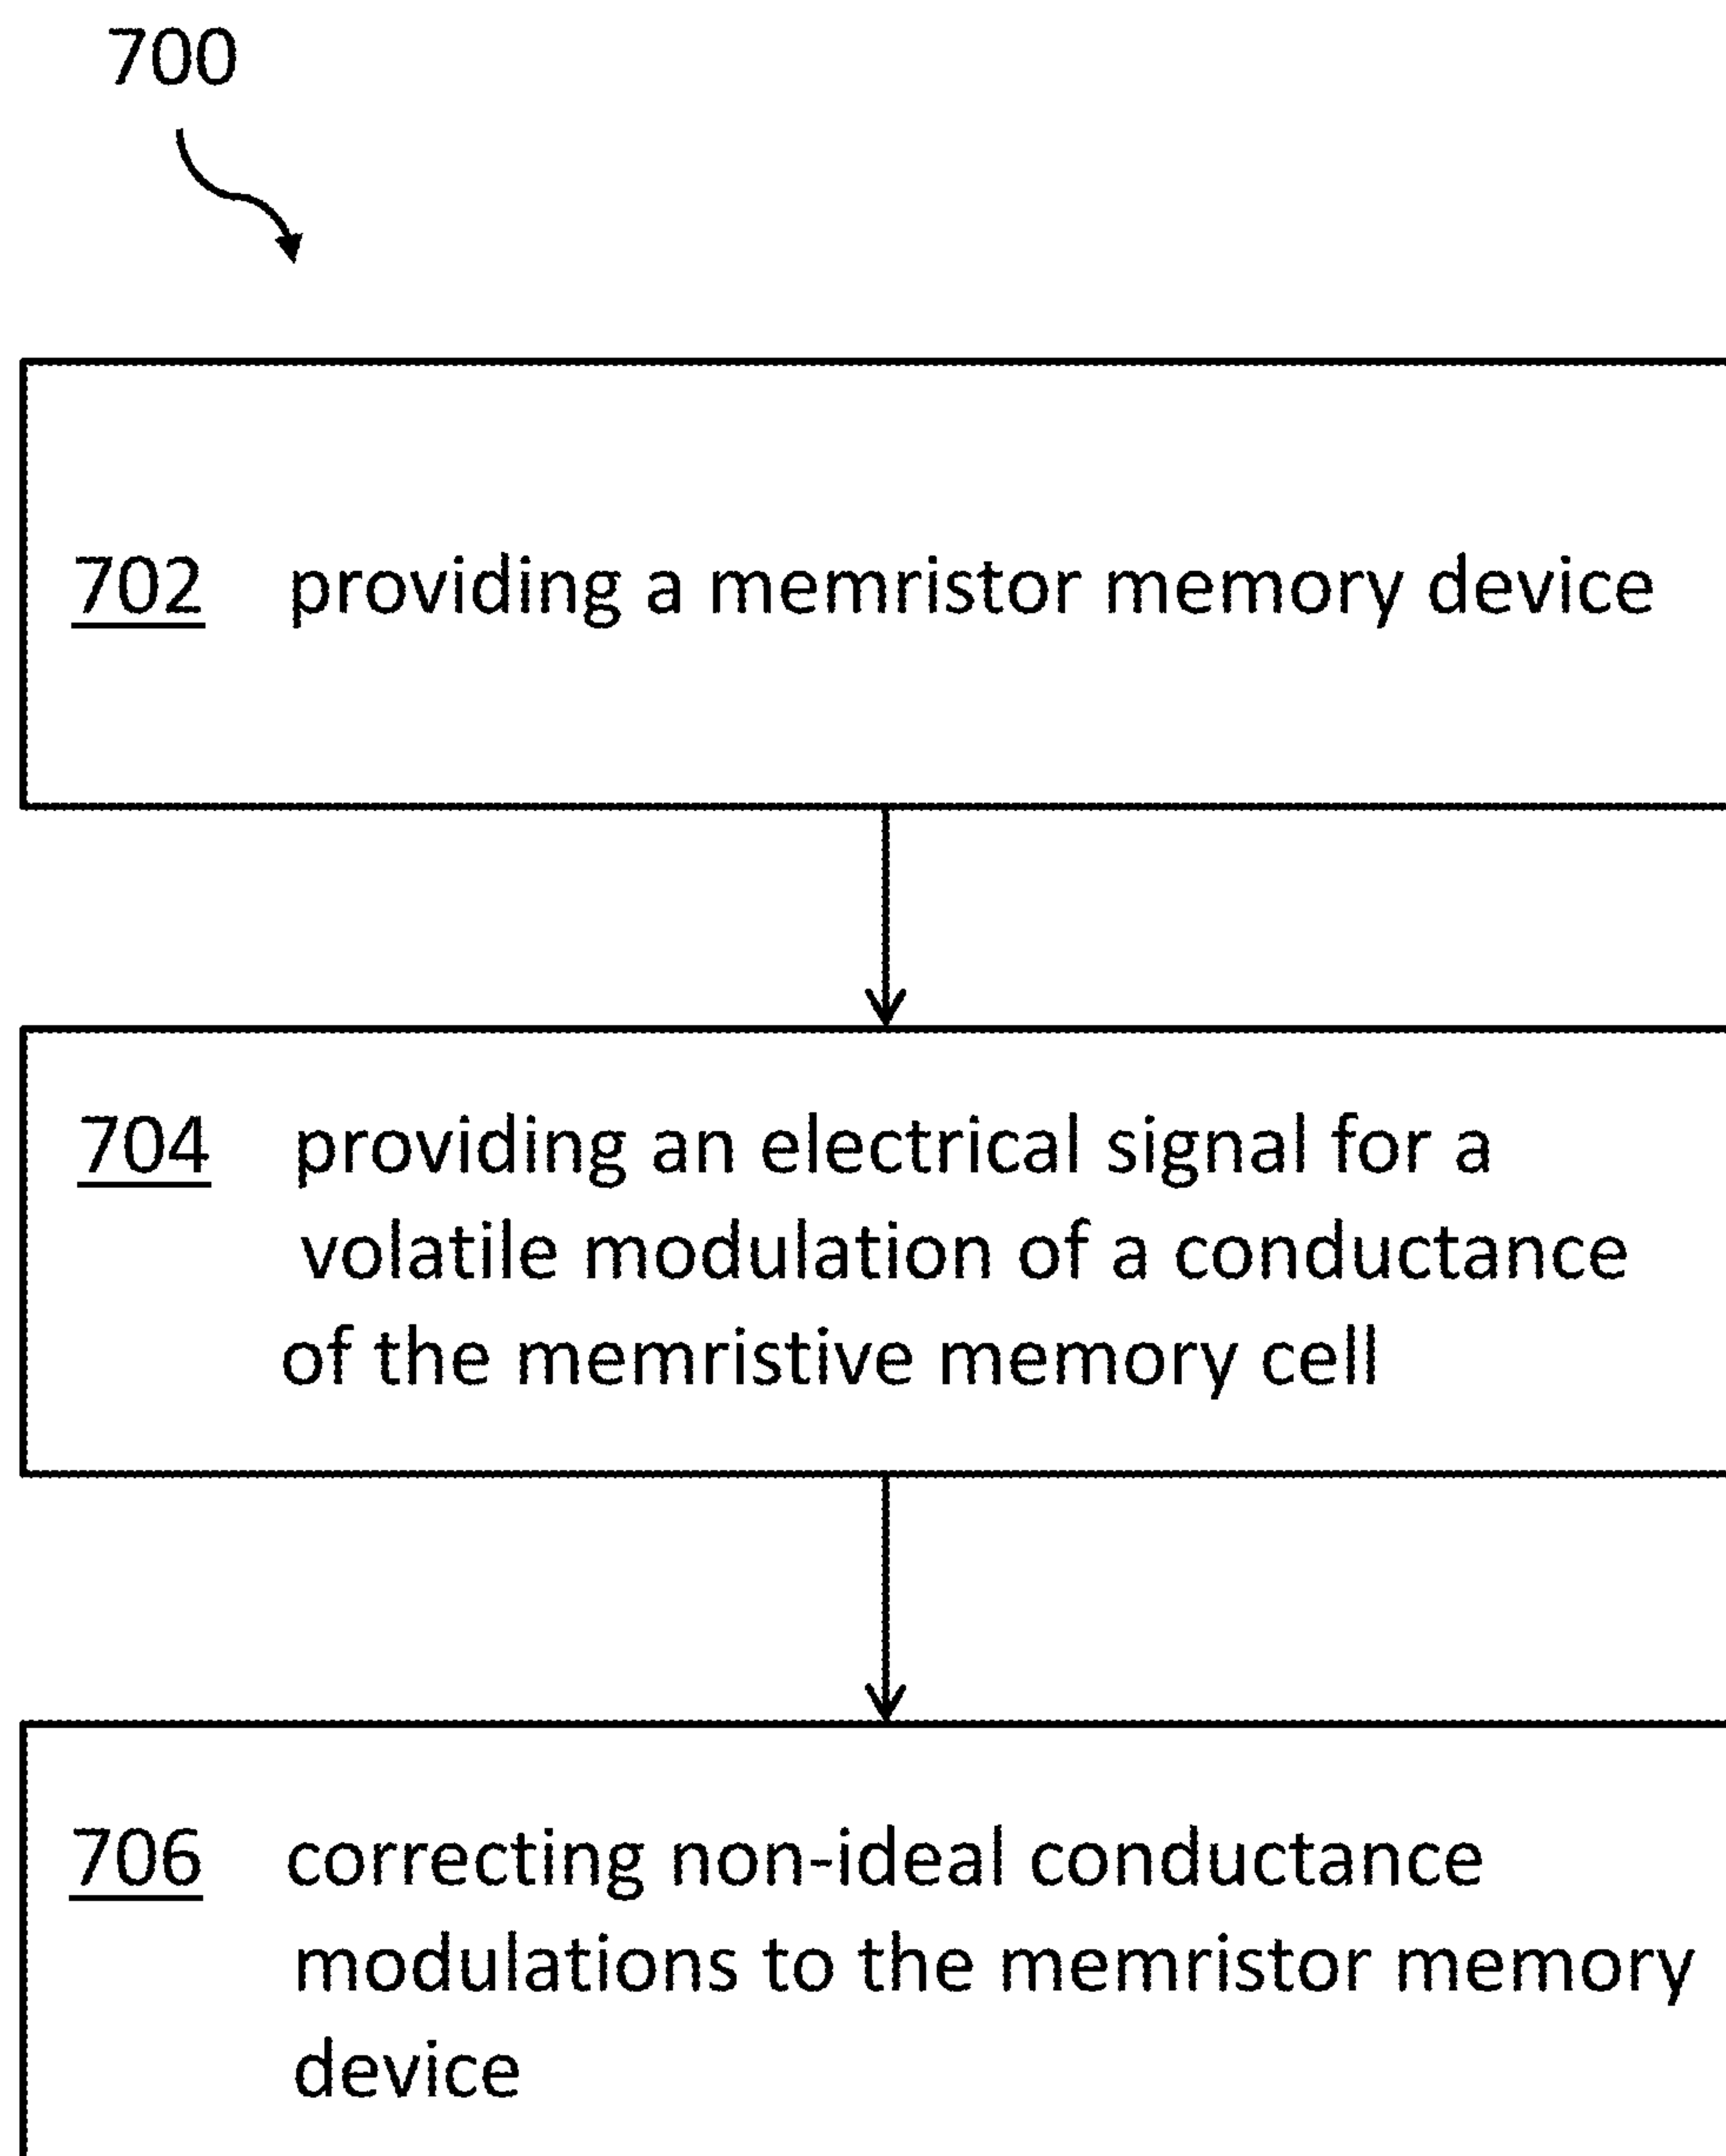 700
702 providing a memristor memory device
704 providing an electrical signal for a
volatile modulation of a conductance
of the memristive memory cell
706 correcting non-ideal conductance
modulations to the memristor memory
device